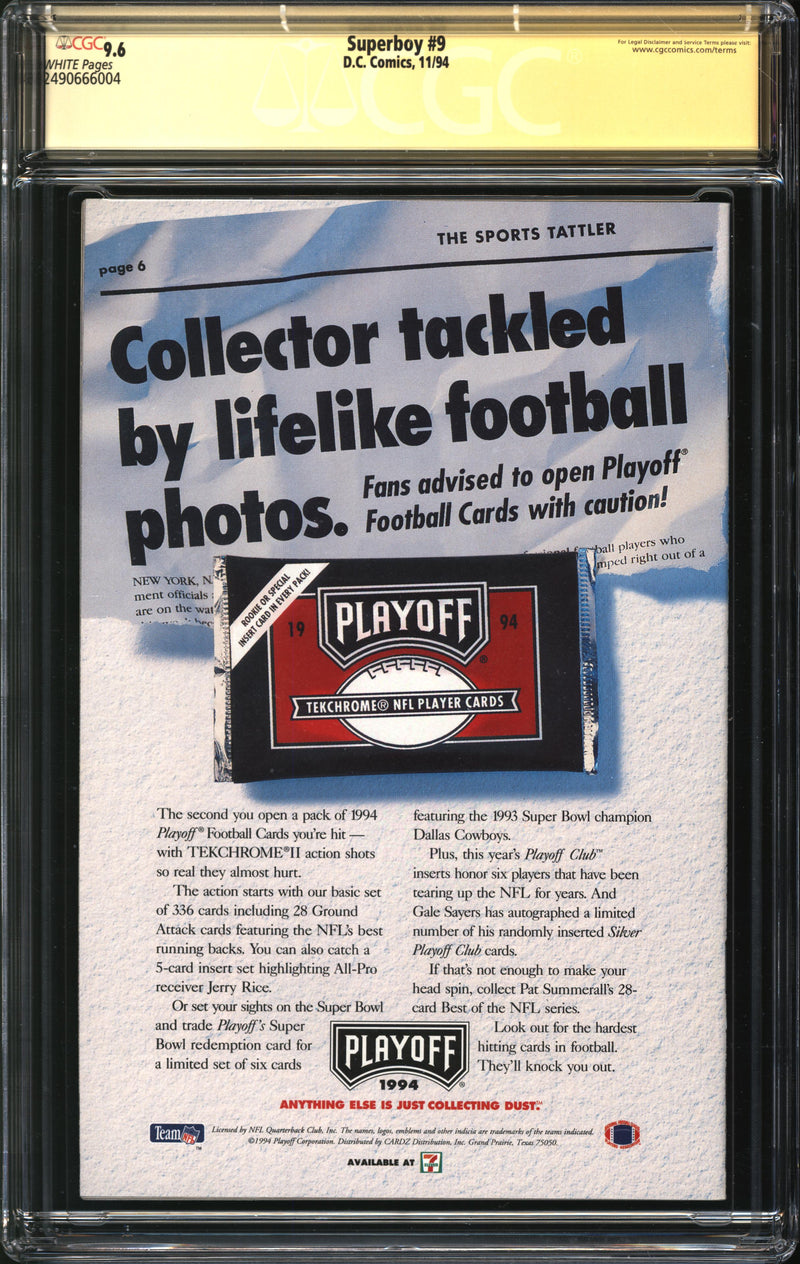 CGC 9.6
WHITE Pages
2490666004
Superboy #9
D.C. Comics, 11/94
For Legal Disclaimer and Service Terms please visit:
www.cgccomics.com/terms
CGC®
THE SPORTS TATTLER
page 6
Collector tackled
by lifelike football
photos.
Fans advised to open Playoff®
Football Cards with caution!
ball players who
mped right out of a
NEW YORK, N
ment officials
are on the wat
ROOKIE OR SPECIAL
INSERT CARD IN EVERY PACK!
PLAYOFF®
19 94
TEKCHROME® NFL PLAYER CARDS
The second you open a pack of 1994
Playoff® Football Cards you're hit —
with TEKCHROME®II action shots
so real they almost hurt.
The action starts with our basic set
of 336 cards including 28 Ground
Attack cards featuring the NFL's best
running backs. You can also catch a
5-card insert set highlighting All-Pro
receiver Jerry Rice.
Or set your sights on the Super Bowl
and trade Playoff's Super
Bowl redemption card for
a limited set of six cards
featuring the 1993 Super Bowl champion
Dallas Cowboys.
Plus, this year's Playoff Club™
inserts honor six players that have been
tearing up the NFL for years. And
Gale Sayers has autographed a limited
number of his randomly inserted Silver
Playoff Club cards.
If that's not enough to make your
head spin, collect Pat Summerall's 28-
card Best of the NFL series.
Look out for the hardest
hitting cards in football.
They'll knock you out.
PLAYOFF®
1994
ANYTHING ELSE IS JUST COLLECTING DUST.™
Team NFL™
Licensed by NFL Quarterback Club, Inc. The names, logos, emblems and other indicia are trademarks of the teams indicated.
©1994 Playoff Corporation. Distributed by CARDZ Distribution, Inc. Grand Prairie, Texas 75050.
AVAILABLE AT 7 ELEVEN